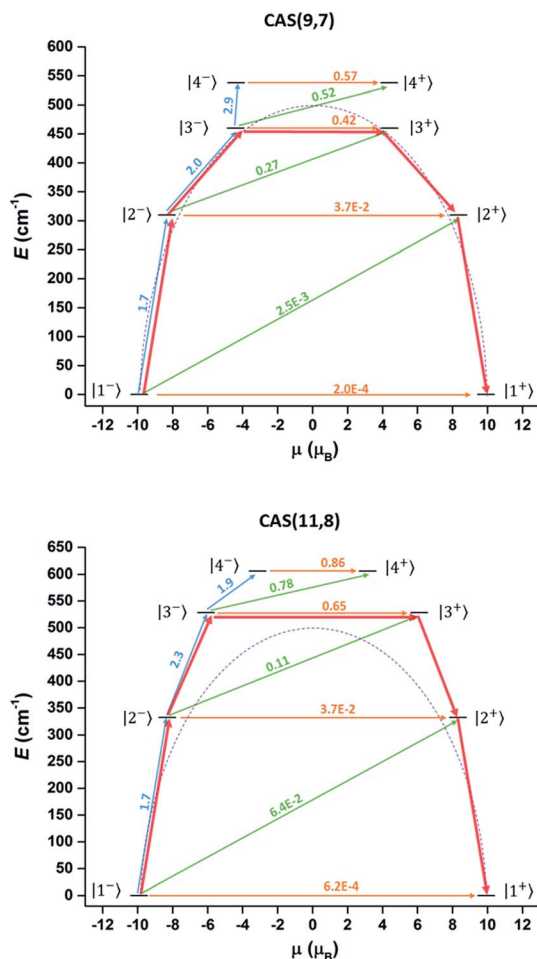 CAS(9,7)
E (cm⁻¹)
600
550
500
450
400
350
300
250
200
150
100
50
0
|4⁻⟩ 0.57 |4⁺⟩
2.9 0.52
|3⁻⟩ 0.42 |3⁺⟩
2.0 0.27
|2⁻⟩ 3.7E-2 |2⁺⟩
1.7 2.5E-3
|1⁻⟩ 2.0E-4 |1⁺⟩
-12 -10 -8 -6 -4 -2 0 2 4 6 8 10 12
μ (μB)
CAS(11,8)
E (cm⁻¹)
650
600
550
500
450
400
350
300
250
200
150
100
50
0
|4⁻⟩ 0.86 |4⁺⟩
1.9 0.78
|3⁻⟩ 0.65 |3⁺⟩
2.3 0.11
|2⁻⟩ 3.7E-2 |2⁺⟩
1.7 6.4E-2
|1⁻⟩ 6.2E-4 |1⁺⟩
-12 -10 -8 -6 -4 -2 0 2 4 6 8 10 12
μ (μB)